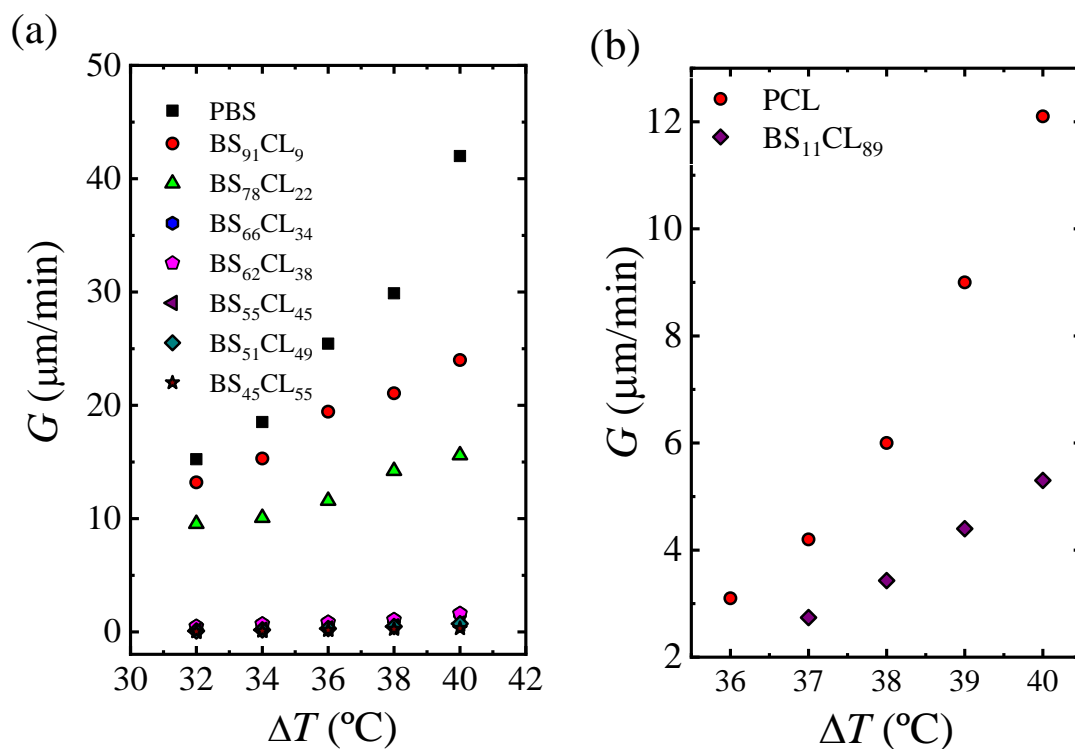 (a)
50
40
30
20
10
0
G (μm/min)
PBS
BS91CL9
BS78CL22
BS66CL34
BS62CL38
BS55CL45
BS51CL49
BS45CL55
30 32 34 36 38 40 42
ΔT (ºC)
(b)
12
10
8
6
4
2
G (μm/min)
PCL
BS11CL89
36 37 38 39 40
ΔT (ºC)